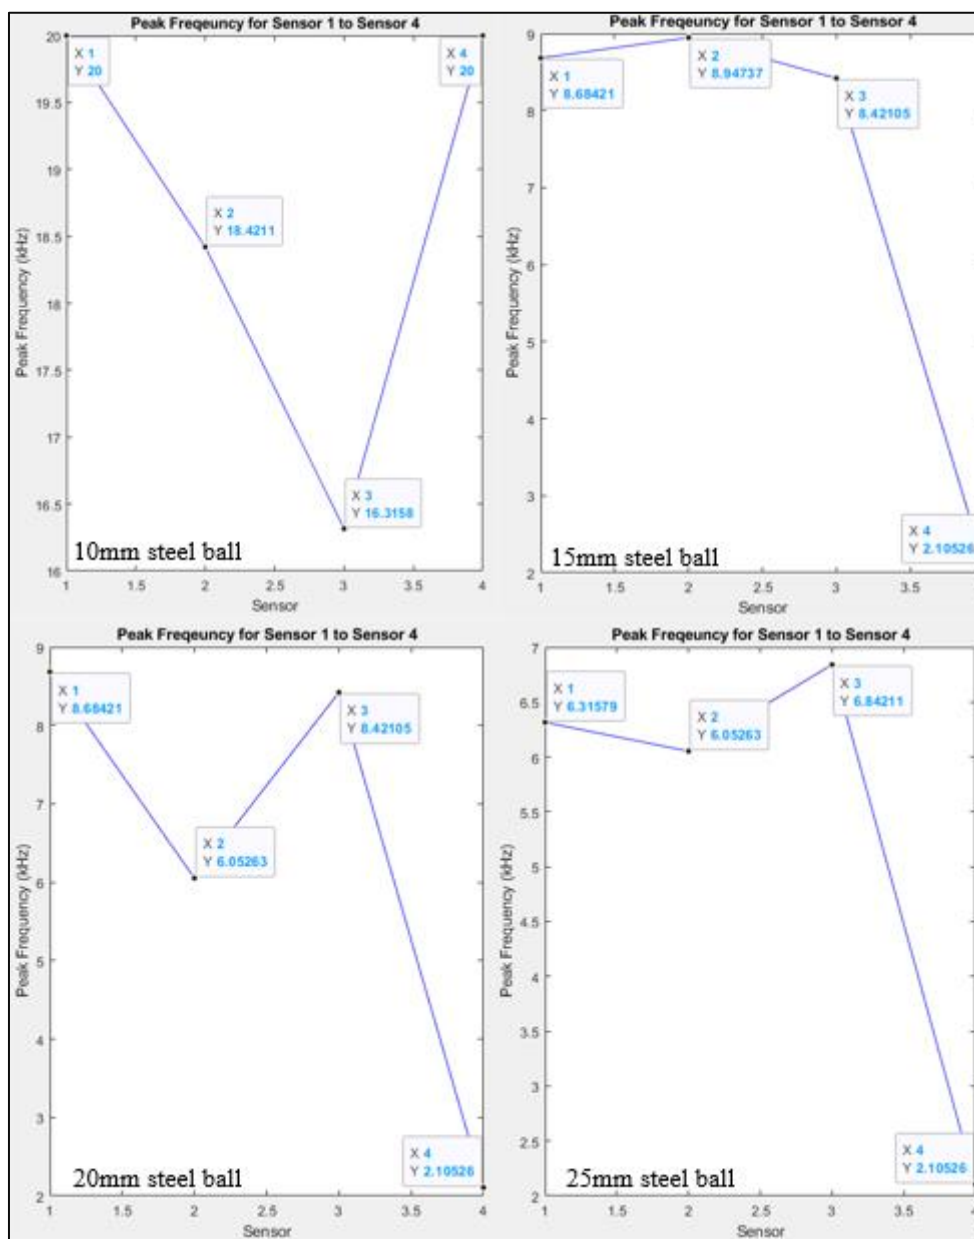 Peak Freqeuncy for Sensor 1 to Sensor 4
20
19.5
19
18.5
18
17.5
17
16.5
16
Peak Frequency (kHz)
X 1
Y 20
X 2
Y 18.4211
X 3
Y 16.3158
X 4
Y 20
10mm steel ball
1 1.5 2 2.5 3 3.5 4
Sensor
Peak Freqeuncy for Sensor 1 to Sensor 4
9
8
7
6
5
4
3
2
Peak Frequency (kHz)
X 1
Y 8.68421
X 2
Y 8.94737
X 3
Y 8.42105
X 4
Y 2.10526
15mm steel ball
1 1.5 2 2.5 3 3.5
Sensor
Peak Freqeuncy for Sensor 1 to Sensor 4
9
8
7
6
5
4
3
2
Peak Frequency (kHz)
X 1
Y 8.68421
X 2
Y 6.05263
X 3
Y 8.42105
X 4
Y 2.10526
20mm steel ball
1 1.5 2 2.5 3 3.5 4
Sensor
Peak Freqeuncy for Sensor 1 to Sensor 4
7
6.5
6
5.5
5
4.5
4
3.5
3
2.5
2
Peak Frequency (kHz)
X 1
Y 6.31579
X 2
Y 6.05263
X 3
Y 6.84211
X 4
Y 2.10526
25mm steel ball
1 1.5 2 2.5 3 3.5 4
Sensor